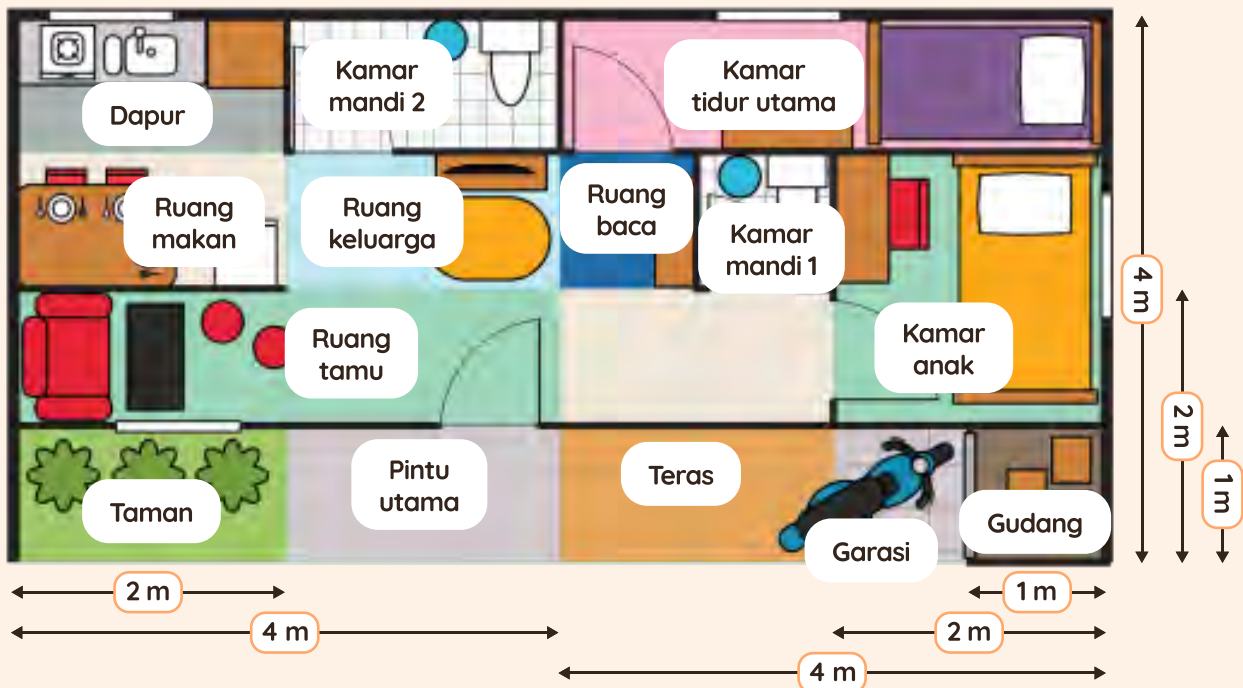 Dapur
Kamar
mandi 2
Kamar
tidur utama
Ruang
makan
Ruang
keluarga
Ruang
baca
Kamar
mandi 1
Ruang
tamu
Kamar
anak
Taman
Pintu
utama
Teras
Garasi
Gudang
4 m
2 m
1 m
2 m
1 m
4 m
2 m
4 m